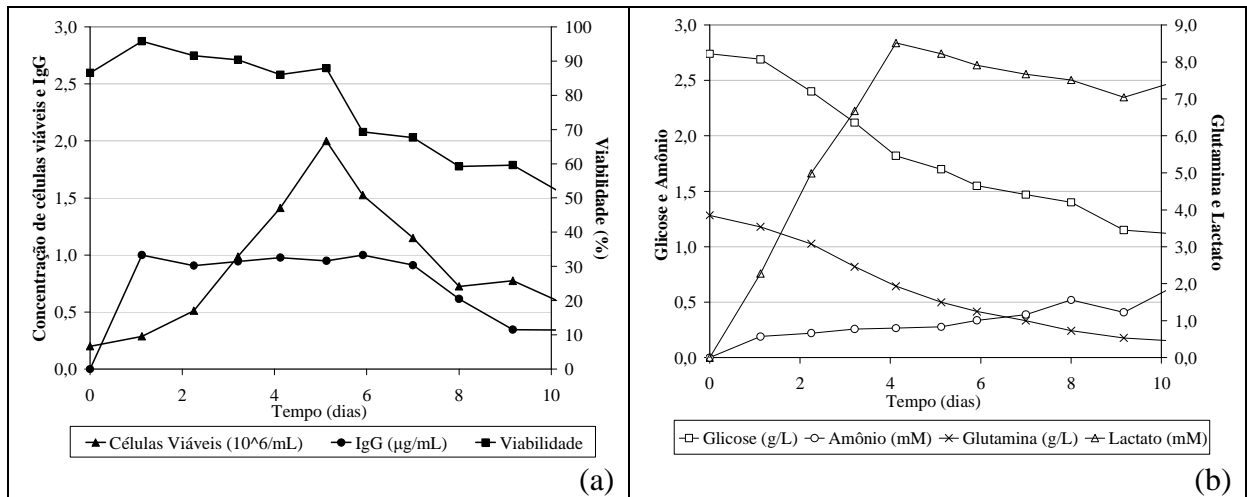 3,0
2,5
2,0
1,5
1,0
0,5
0,0
Concentração de células viáveis e IgG
100
90
80
70
60
50
40
30
20
10
0
Viabilidade (%)
0 2 4 6 8 10
Tempo (dias)
Células Viáveis (10^6/mL) IgG (μg/mL) Viabilidade
(a)
3,0
2,5
2,0
1,5
1,0
0,5
0,0
Glicose e Amônio
9,0
8,0
7,0
6,0
5,0
4,0
3,0
2,0
1,0
0,0
Glutamina e Lactato
0 2 4 6 8 10
Tempo (dias)
Glicose (g/L) Amônio (mM) Glutamina (g/L) Lactato (mM)
(b)